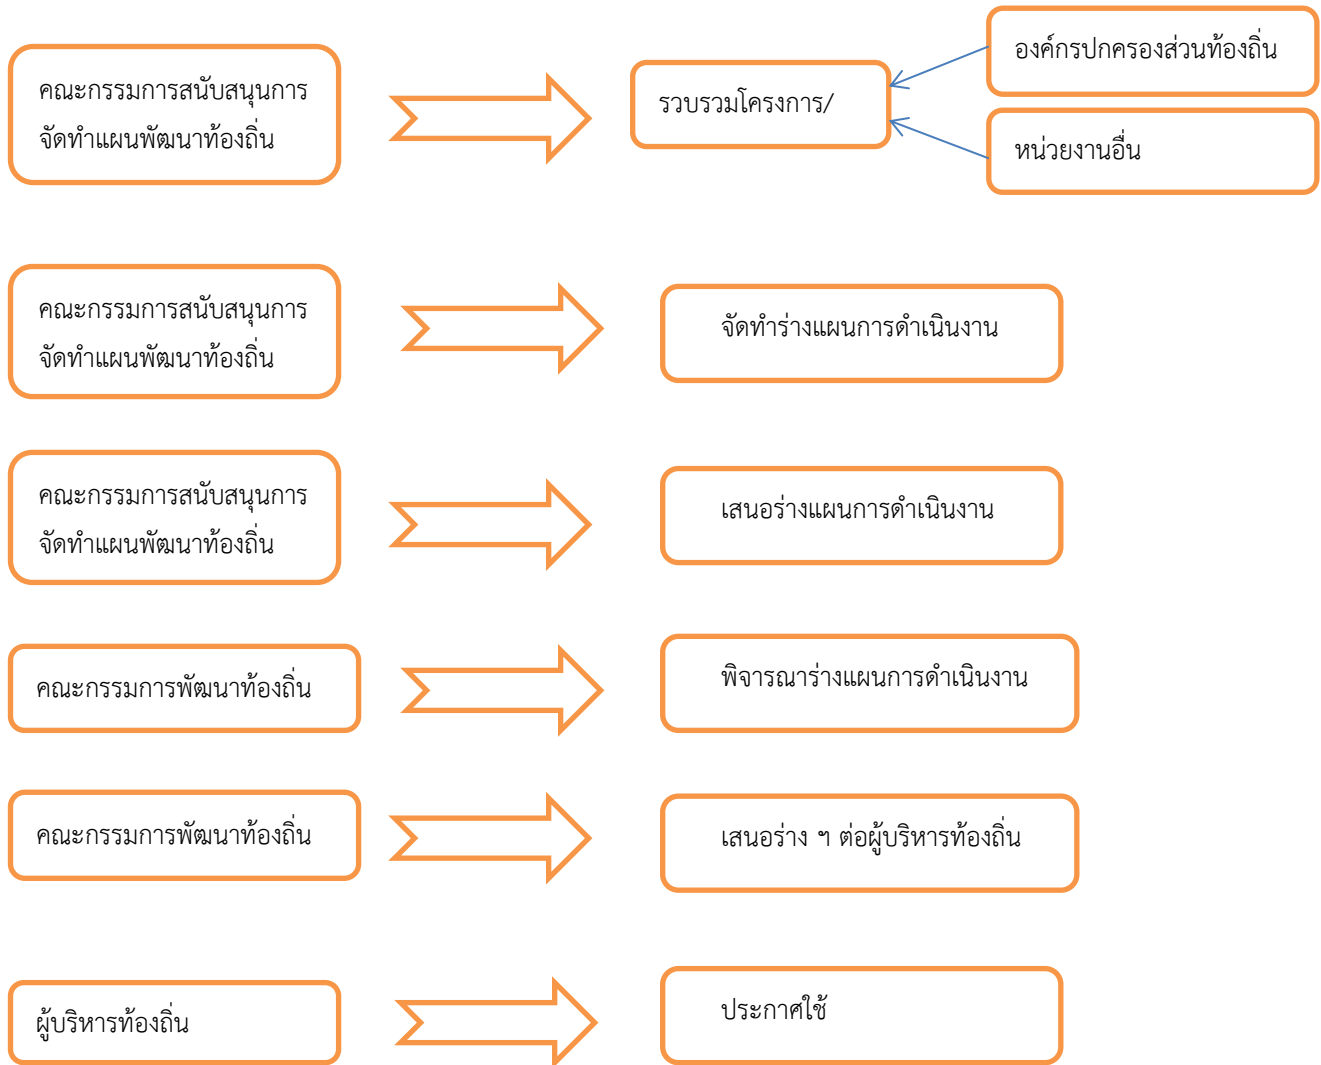 คณะกรรมการสนับสนุนการ
จัดทำแผนพัฒนาท้องถิ่น
รวบรวมโครงการ/
องค์กรปกครองส่วนท้องถิ่น
หน่วยงานอื่น
คณะกรรมการสนับสนุนการ
จัดทำแผนพัฒนาท้องถิ่น
จัดทำร่างแผนการดำเนินงาน
คณะกรรมการสนับสนุนการ
จัดทำแผนพัฒนาท้องถิ่น
เสนอร่างแผนการดำเนินงาน
คณะกรรมการพัฒนาท้องถิ่น
พิจารณาร่างแผนการดำเนินงาน
คณะกรรมการพัฒนาท้องถิ่น
เสนอร่าง ฯ ต่อผู้บริหารท้องถิ่น
ผู้บริหารท้องถิ่น
ประกาศใช้